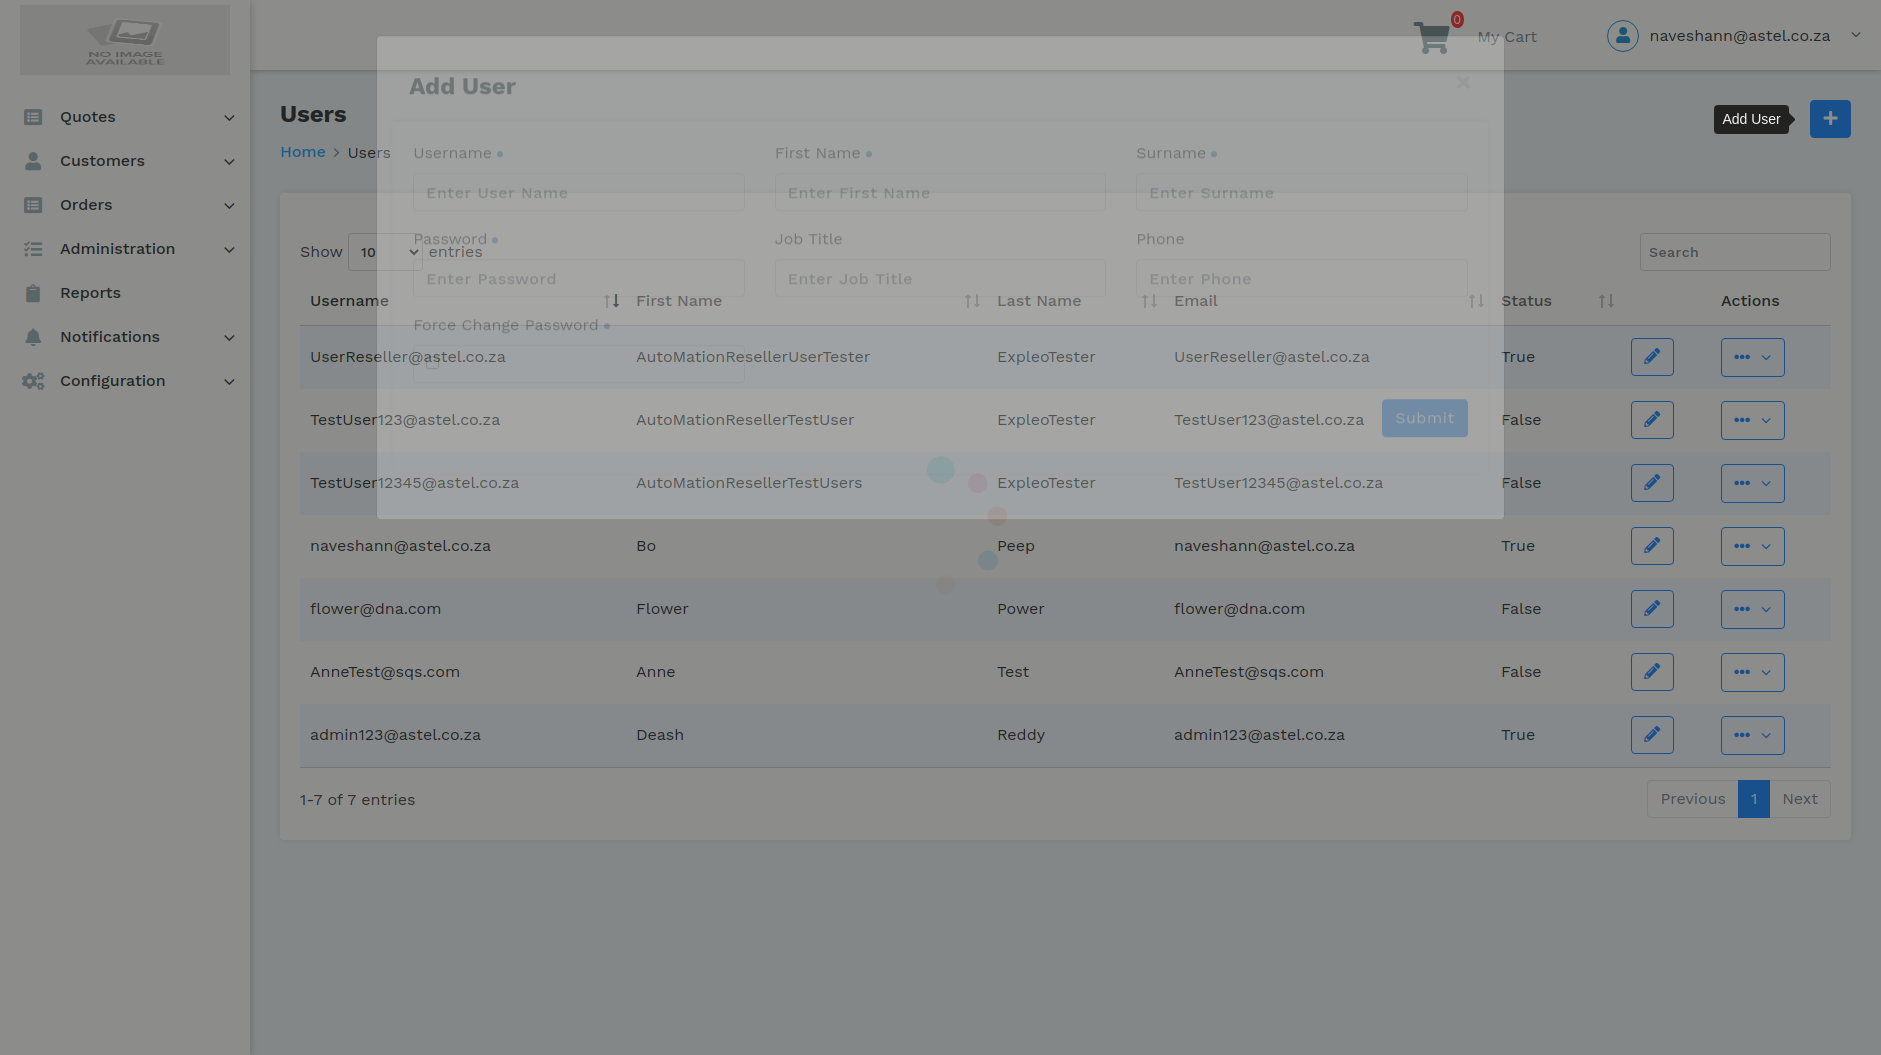 NO IMAGE
AVAILABLE
0
My Cart
naveshann@astel.co.za
Quotes
Customers
Orders
Administration
Reports
Notifications
Configuration
Users
Home > Users
Add User
+
Add User
×
Username
First Name
Surname
Enter User Name
Enter First Name
Enter Surname
Password
Job Title
Phone
Enter Password
Enter Job Title
Enter Phone
Force Change Password
Submit
Show 10 entries
Search
Username First Name Last Name Email Status Actions
UserReseller@astel.co.za AutoMationResellerUserTester ExpleoTester UserReseller@astel.co.za True
TestUser123@astel.co.za AutoMationResellerTestUser ExpleoTester TestUser123@astel.co.za False
TestUser12345@astel.co.za AutoMationResellerTestUsers ExpleoTester TestUser12345@astel.co.za False
naveshann@astel.co.za Bo Peep naveshann@astel.co.za True
flower@dna.com Flower Power flower@dna.com False
AnneTest@sqs.com Anne Test AnneTest@sqs.com False
admin123@astel.co.za Deash Reddy admin123@astel.co.za True
1-7 of 7 entries
Previous 1 Next